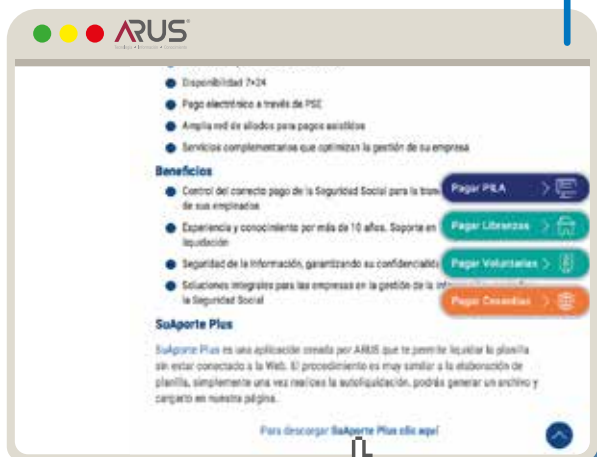 ARUS
Disponibilidad 7×24
Pago electrónico a través de PSE
Amplia red de aliados para pagos asistidos
Servicios complementarios que optimizan la gestión de su empresa
Beneficios
Control del correcto pago de la Seguridad Social para la
de sus empleados
Experiencia y conocimiento por más de 10 años. Soporte en
liquidación
Seguridad de la Información, garantizando su
Soluciones integrales para las empresas en la gestión de la
la Seguridad Social
Pagar PILA
Pagar Libranzas
Pagar Voluntarias
Pagar Cesantías
SuAporte Plus
SuAporte Plus es una aplicación creada por ARUS que te permite liquidar la planilla
sin estar conectado a la Web. El procedimiento es muy similar a la elaboración de
planilla, simplemente una vez realices la autoliquidación, podrás generar un archivo y
cargarlo en nuestra página.
Para descargar SuAporte Plus clic aquí